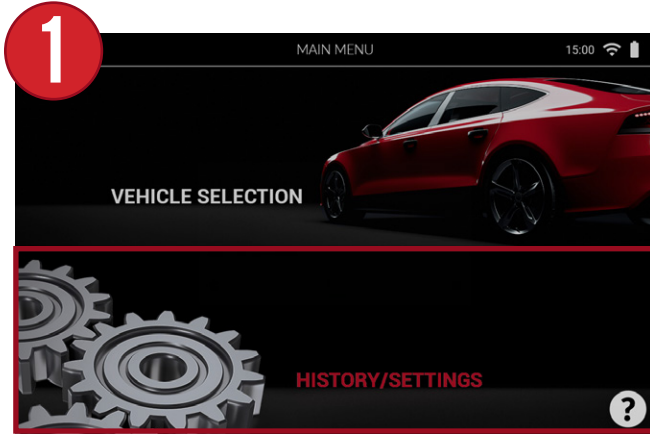 1
MAIN MENU
15:00
VEHICLE SELECTION
HISTORY/SETTINGS
?